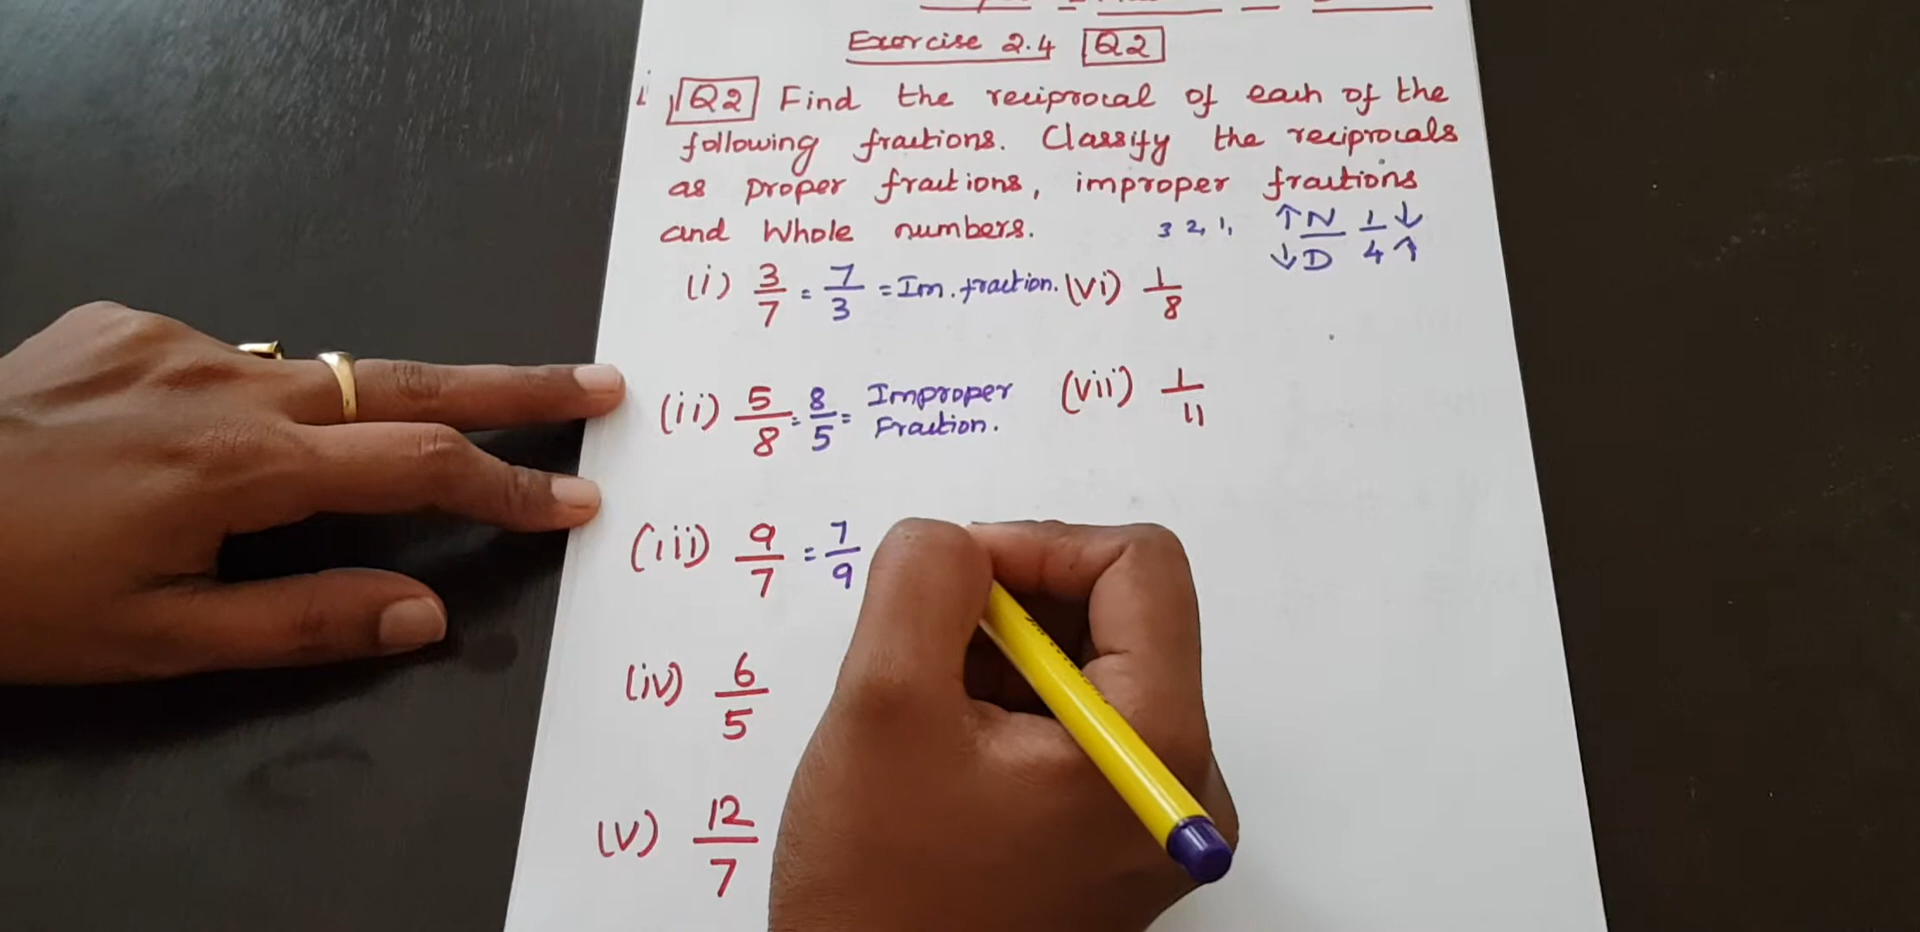 Exercise 2.4 Q2
Q2 Find the reciprocal of each of the
following fractions. Classify the reciprocals
as proper fractions, improper fractions
and Whole numbers. 3 2, 1, ↑N/↓D 1/4 ↓↑
(i) 3/7 = 7/3 = Im. fraction. (vi) 1/8
(ii) 5/8 = 8/5 = Improper Fraction. (vii) 1/11
(iii) 9/7 = 7/9
(iv) 6/5
(v) 12/7